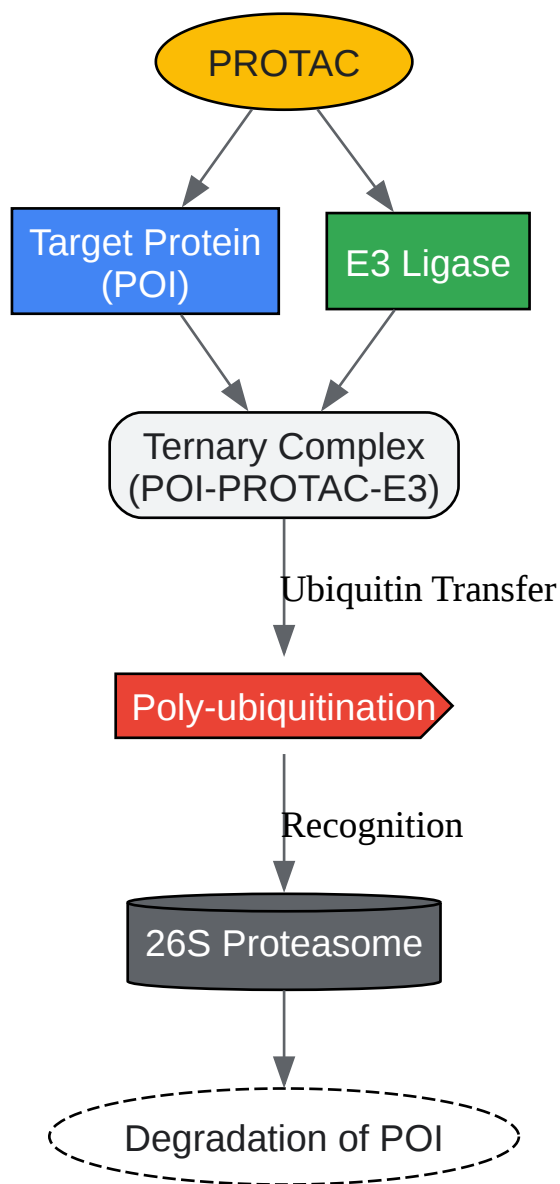 PROTAC
Target Protein
(POI)
E3 Ligase
Ternary Complex
(POI-PROTAC-E3)
Ubiquitin Transfer
Poly-ubiquitination
Recognition
26S Proteasome
Degradation of POI